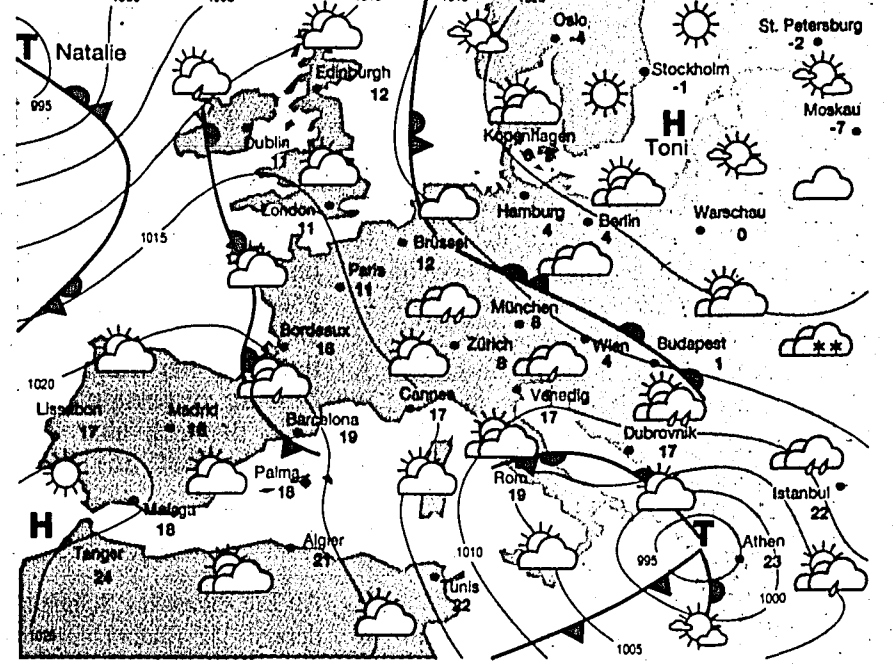 Oslo
-4
St. Petersburg
-2
T Natalie
Stockholm
-1
Edinburgh
12
995
Moskau
-7
H
Toni
Kopenhagen
Dublin
11
London
11
Hamburg
4
Berlin
4
Warschau
0
1015
Brüssel
12
Paris
11
München
8
Bordeaux
16
Zürich
8
Wien
4
Budapest
1
1020
Cannes
17
Venedig
17
Lissabon
17
Madrid
Barcelona
19
Dubrovnik
17
Palma
18
Rom
19
Istanbul
22
Malaga
18
H
T
Athen
23
Tanger
24
Algier
21
1010
995
Tunis
22
1000
1025
1005